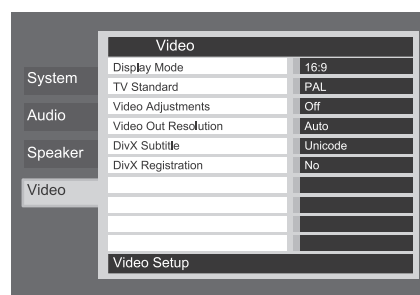 Video
System
Audio
Speaker
Video
Display Mode 16:9
TV Standard PAL
Video Adjustments Off
Video Out Resolution Auto
DivX Subtitle Unicode
DivX Registration No
Video Setup